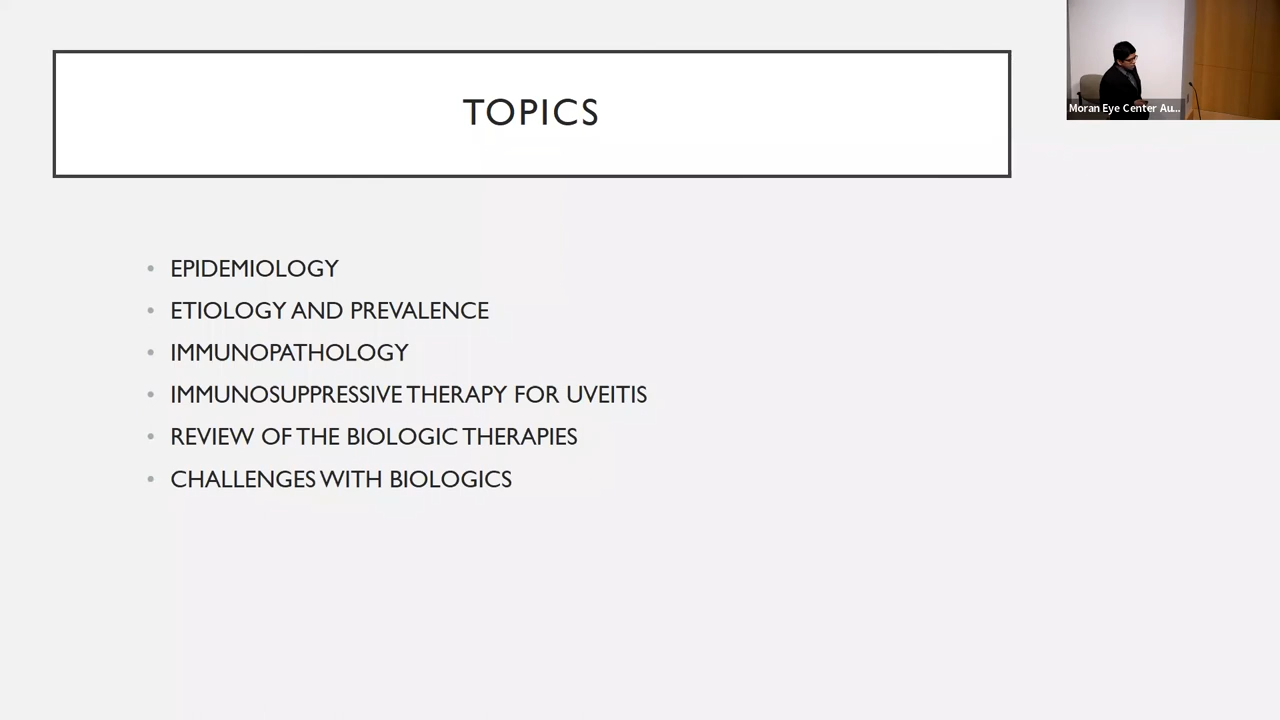 TOPICS
Moran Eye Center Au...
EPIDEMIOLOGY
ETIOLOGY AND PREVALENCE
IMMUNOPATHOLOGY
IMMUNOSUPPRESSIVE THERAPY FOR UVEITIS
REVIEW OF THE BIOLOGIC THERAPIES
CHALLENGES WITH BIOLOGICS